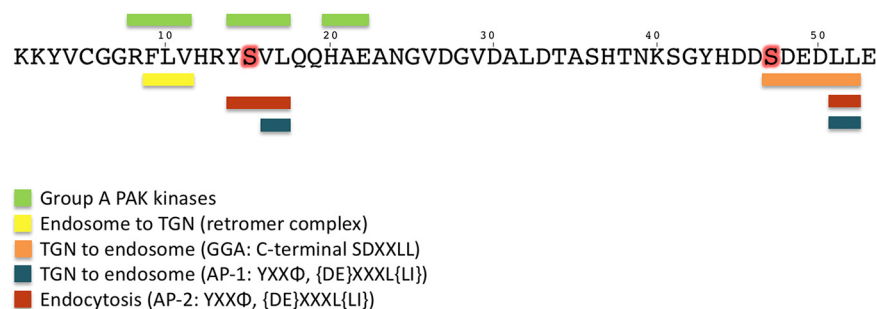 10 20 30 40 50
KKYVCGGRFLVHRYSVLQQHAEANGVDGVDALDTASHTNKSGYHDDSDEDLLE
Group A PAK kinases
Endosome to TGN (retromer complex)
TGN to endosome (GGA: C-terminal SDXXLL)
TGN to endosome (AP-1: YXXΦ, {DE}XXXL{LI})
Endocytosis (AP-2: YXXΦ, {DE}XXXL{LI})